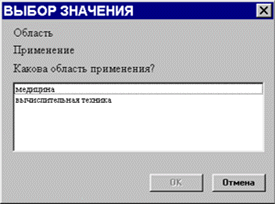 ВЫБОР ЗНАЧЕНИЯ
Область
Применение
Какова область применения?
медицина
вычислительная техника
OK
Отмена